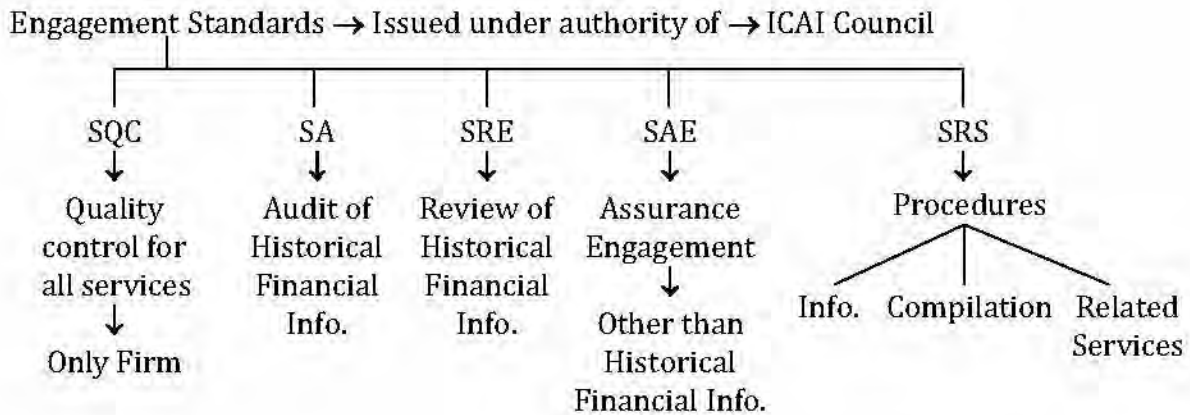 Engagement Standards → Issued under authority of → ICAI Council
SQC
SA
SRE
SAE
SRS
Quality
control for
all services
Only Firm
Audit of
Historical
Financial
Info.
Review of
Historical
Financial
Info.
Assurance
Engagement
Other than
Historical
Financial Info.
Procedures
Info.
Compilation
Related
Services